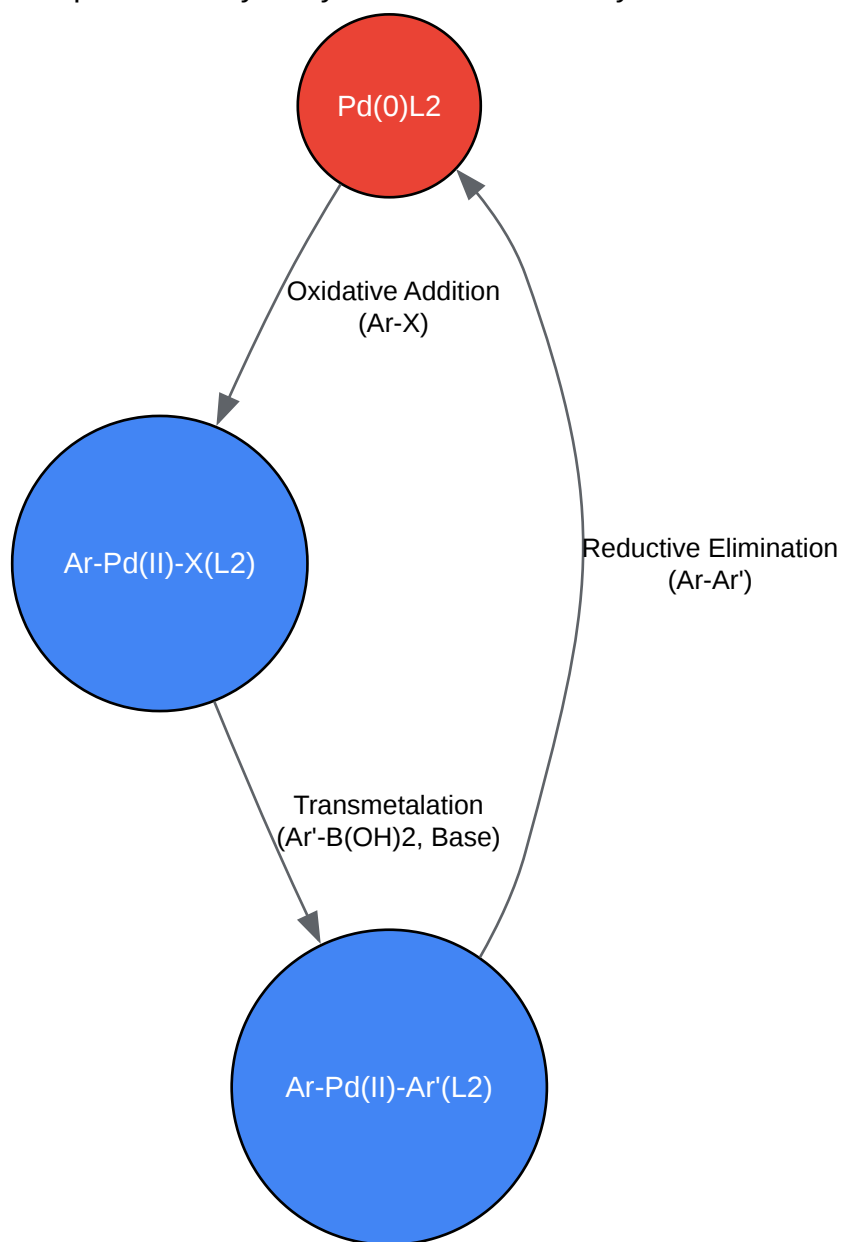 Pd(0)L2
Oxidative Addition
(Ar-X)
Ar-Pd(II)-X(L2)
Reductive Elimination
(Ar-Ar')
Transmetalation
(Ar'-B(OH)2, Base)
Ar-Pd(II)-Ar'(L2)